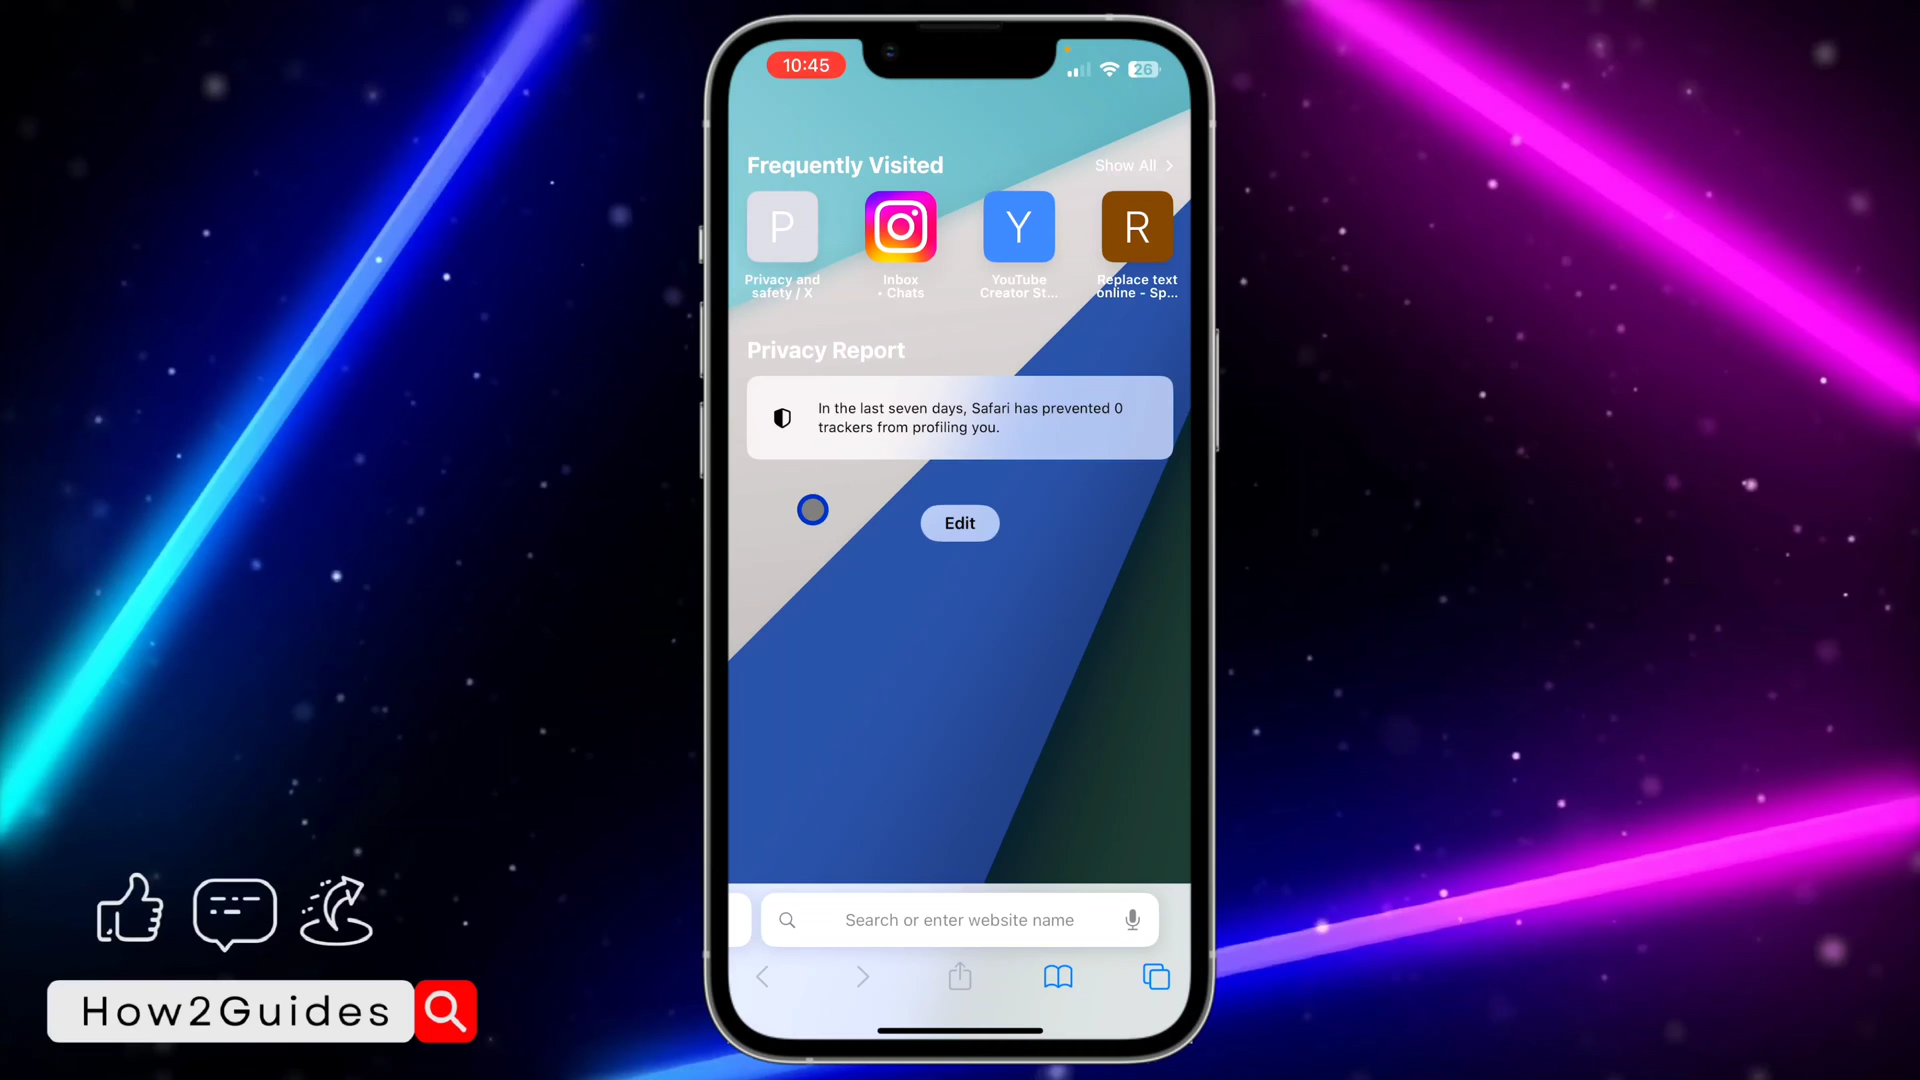 10:45
26
Frequently Visited
Show All
P
Y
R
Privacy and
safety / X
Inbox
• Chats
YouTube
Creator St...
Replace text
online - Sp...
Privacy Report
In the last seven days, Safari has prevented 0
trackers from profiling you.
Edit
Search or enter website name
How2Guides